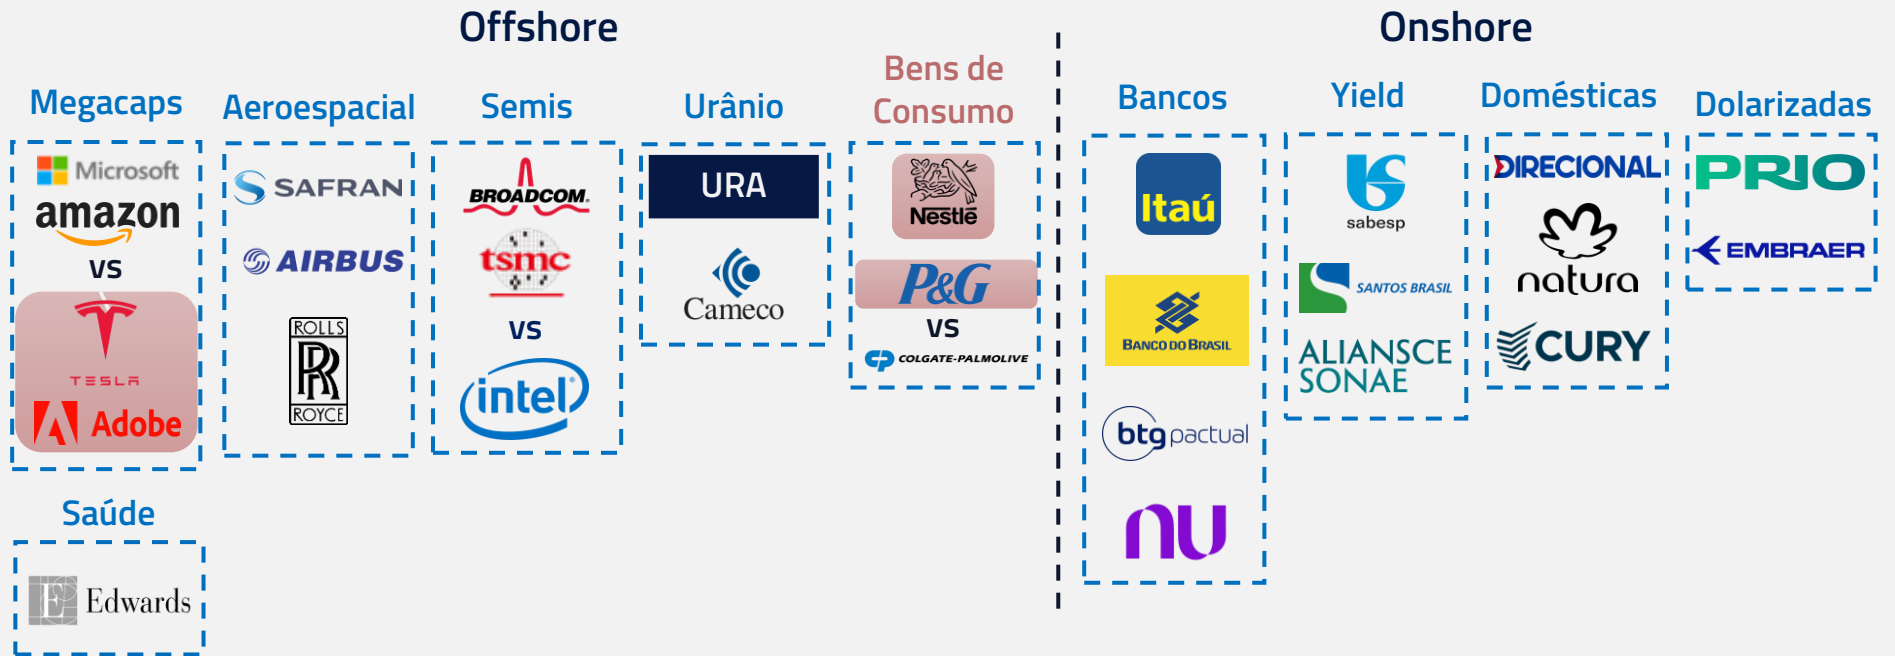 Offshore
Megacaps
Microsoft
amazon
vs
TESLA
Adobe
Saúde
E Edwards
Aeroespacial
SAFRAN
AIRBUS
ROLLS
RR
ROYCE
Semis
BROADCOM.
tsmc
vs
intel
Urânio
URA
Cameco
Bens de
Consumo
Nestlé
P&G
vs
CP COLGATE-PALMOLIVE
Onshore
Bancos
Itaú
BANCO DO BRASIL
btg pactual
nu
Yield
sabesp
SANTOS BRASIL
ALIANSCE
SONAE
Domésticas
DIRECIONAL
natura
CURY
Dolarizadas
PRIO
EMBRAER